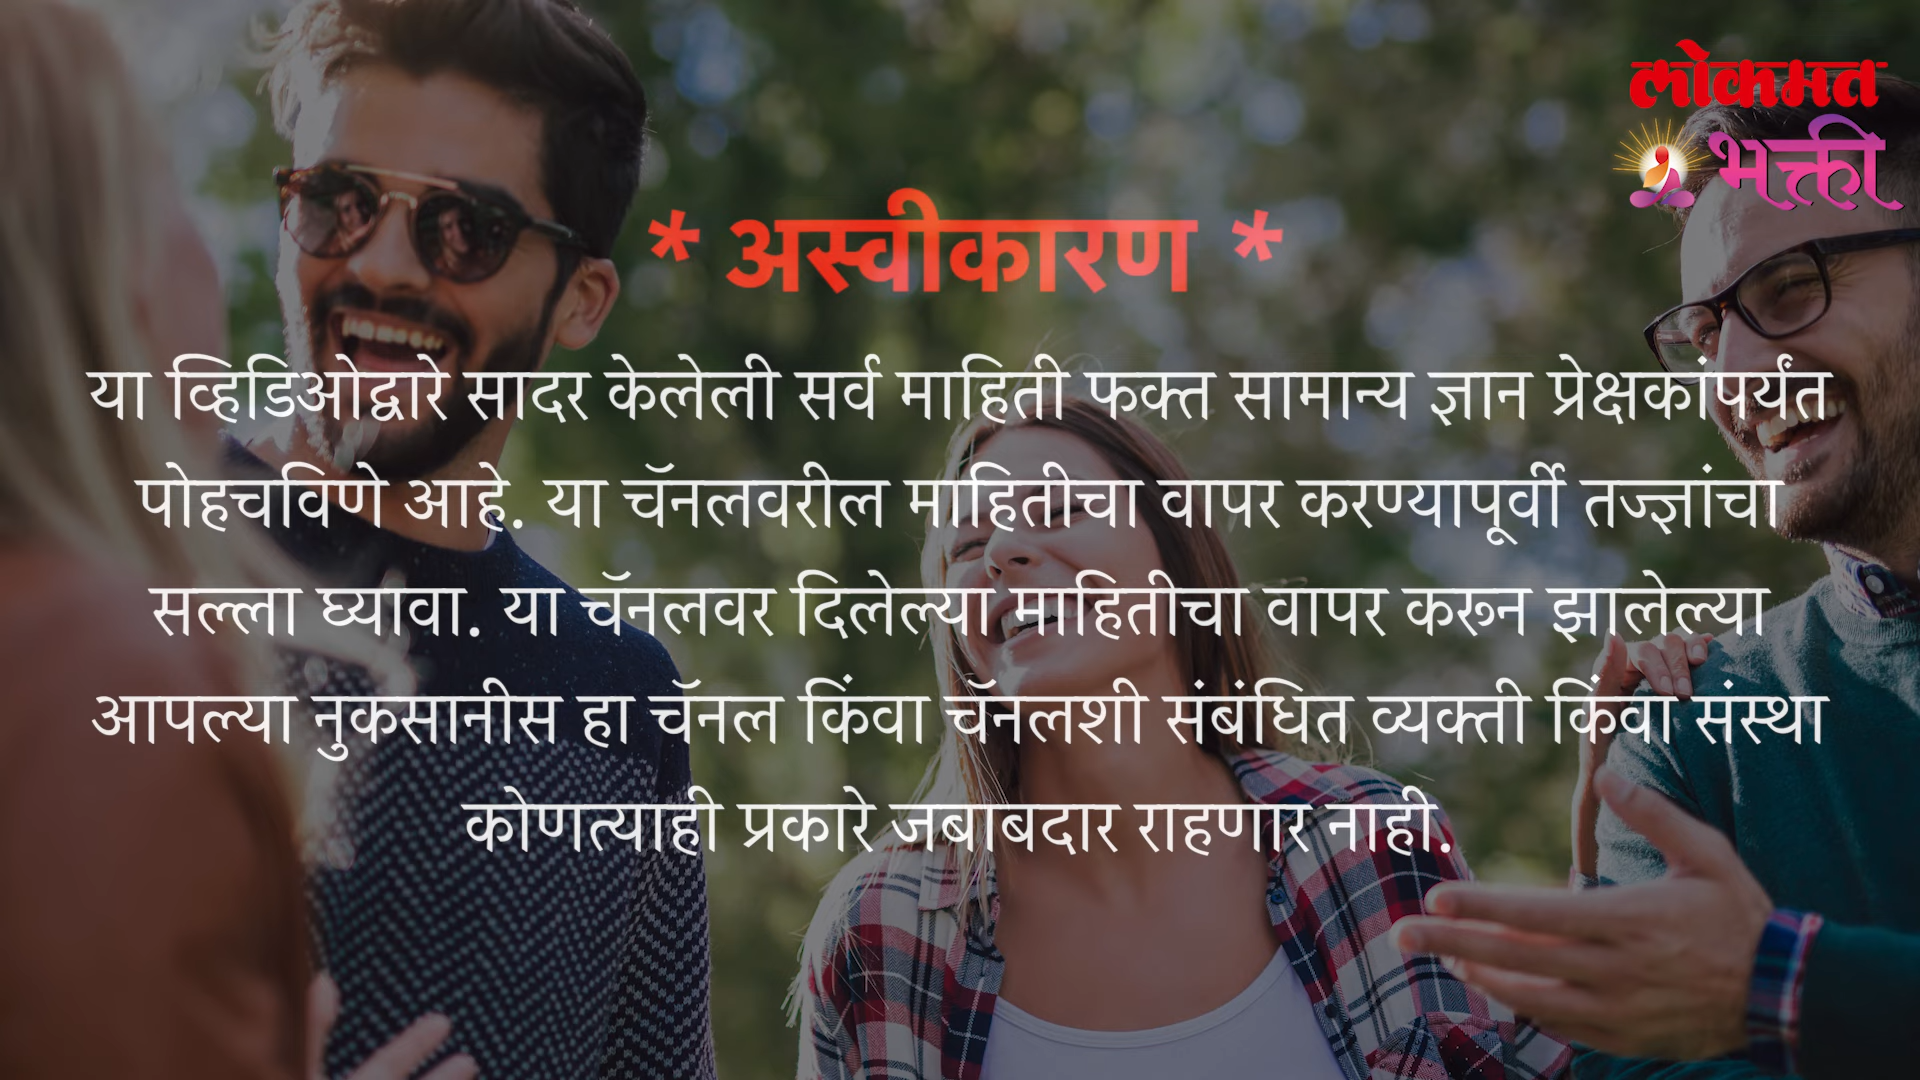 लोकमत
भक्ती
* अस्वीकारण *
या व्हिडिओद्वारे सादर केलेली सर्व माहिती फक्त सामान्य ज्ञान प्रेक्षकांपर्यंत
पोहचविणे आहे. या चॅनलवरील माहितीचा वापर करण्यापूर्वी तज्ज्ञांचा
सल्ला घ्यावा. या चॅनलवर दिलेल्या माहितीचा वापर करून झालेल्या
आपल्या नुकसानीस हा चॅनल किंवा चॅनलशी संबंधित व्यक्ती किंवा संस्था
कोणत्याही प्रकारे जबाबदार राहणार नाही.